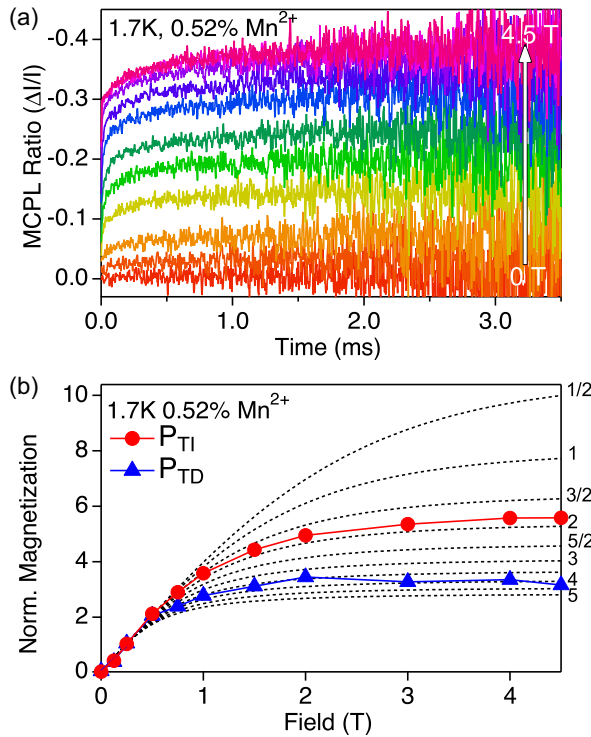 (a)
1.7K, 0.52% Mn²⁺
4.5 T
0 T
MCPL Ratio (ΔI/I)
-0.4
-0.3
-0.2
-0.1
0.0
0.0 1.0 2.0 3.0
Time (ms)
(b)
1.7K 0.52% Mn²⁺
P_TI
P_TD
Norm. Magnetization
10
8
6
4
2
0
1/2
1
3/2
2
5/2
3
4
5
0 1 2 3 4
Field (T)